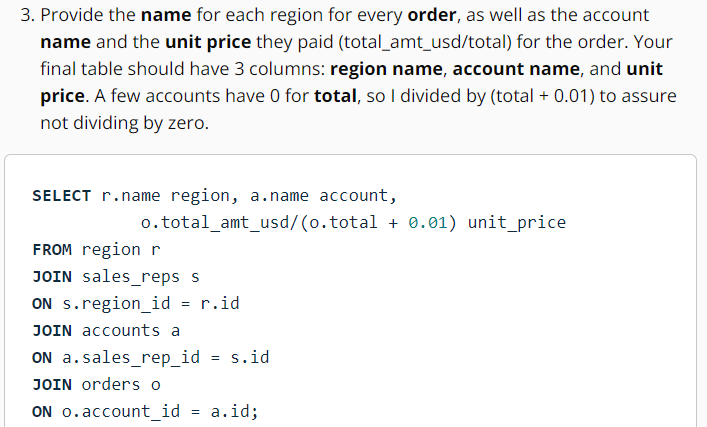 3. Provide the name for each region for every order, as well as the account
name and the unit price they paid (total_amt_usd/total) for the order. Your
final table should have 3 columns: region name, account name, and unit
price. A few accounts have 0 for total, so I divided by (total + 0.01) to assure
not dividing by zero.
SELECT r.name region, a.name account,
o.total_amt_usd/(o.total + 0.01) unit_price
FROM region r
JOIN sales_reps s
ON s.region_id = r.id
JOIN accounts a
ON a.sales_rep_id = s.id
JOIN orders o
ON o.account_id = a.id;